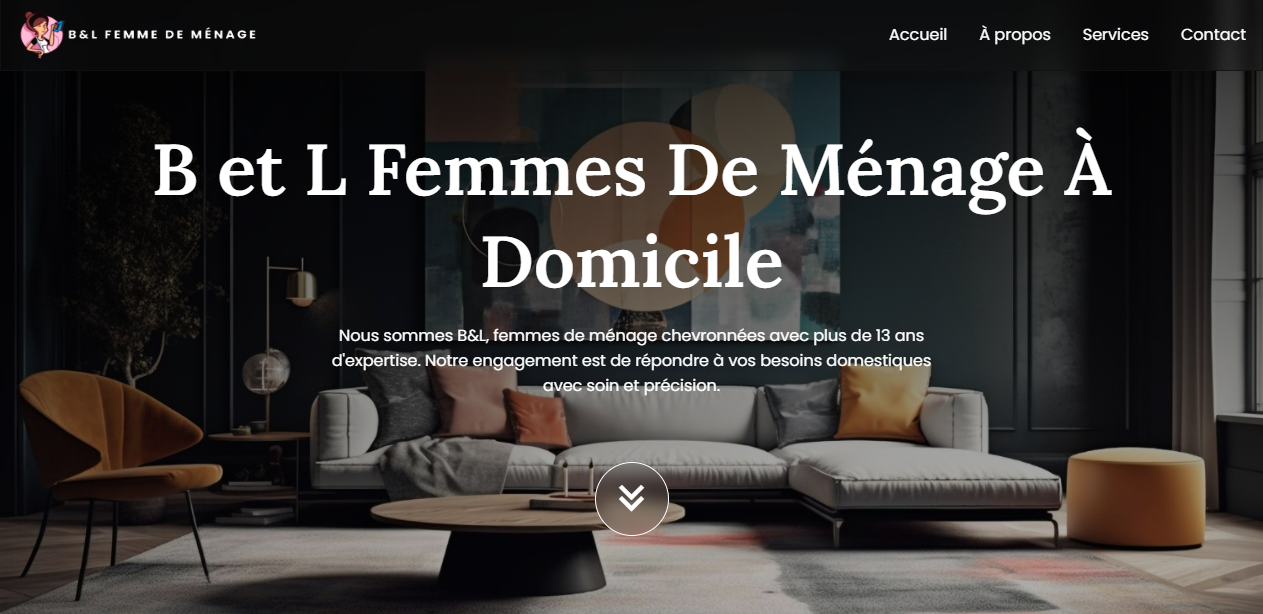 B&L FEMME DE MÉNAGE
Accueil
À propos
Services
Contact
B et L Femmes De Ménage À
Domicile
Nous sommes B&L, femmes de ménage chevronnées avec plus de 13 ans
d'expertise. Notre engagement est de répondre à vos besoins domestiques
avec soin et précision.